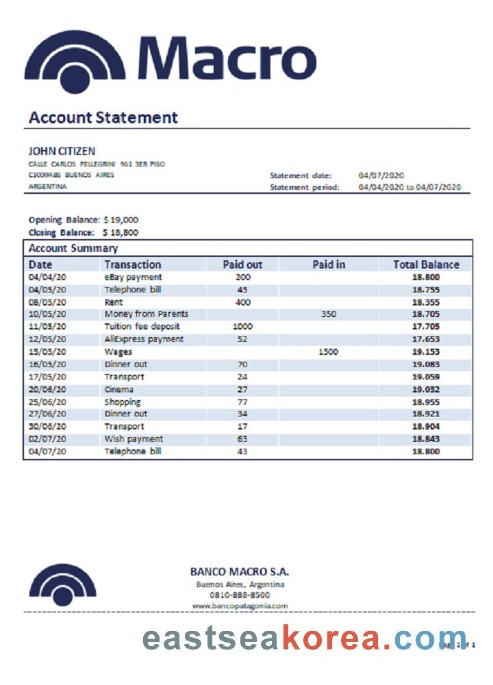 Macro
Account Statement
JOHN CITIZEN
CALLE CARLOS PELLEGRINI 961 3ER PISO
C1009ABS BUENOS AIRES
ARGENTINA
Statement date: 04/07/2020
Statement period: 04/04/2020 to 04/07/2020
Opening Balance: $ 19,000
Closing Balance: $ 18,800
Account Summary
Date Transaction Paid out Paid in Total Balance
04/04/20 eBay payment 200 18.800
04/05/20 Telephone bill 45 18.755
08/05/20 Rent 400 18.355
10/05/20 Money from Parents 350 18.705
11/05/20 Tuition fee deposit 1000 17.705
12/05/20 AliExpress payment 52 17.653
15/05/20 Wages 1500 19.153
16/05/20 Dinner out 70 19.083
17/05/20 Transport 24 19.059
20/06/20 Cinema 27 19.032
25/06/20 Shopping 77 18.955
27/06/20 Dinner out 34 18.921
30/06/20 Transport 17 18.904
02/07/20 Wish payment 63 18.843
04/07/20 Telephone bill 43 18.800
BANCO MACRO S.A.
Buenos Aires, Argentina
0810-888-8500
www.bancopatagonia.com
eastseakorea.com
1